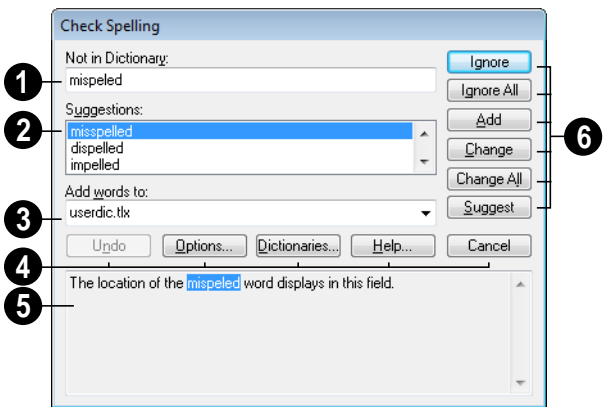 Check Spelling
Not in Dictionary:
Ignore
1
mispeled
Ignore All
Suggestions:
Add
2
misspelled
6
dispelled
Change
impelled
Change All
Add words to:
3
userdic.tlx
Suggest
Undo
Options...
Dictionaries...
Help...
Cancel
4
The location of the mispeled word displays in this field.
5